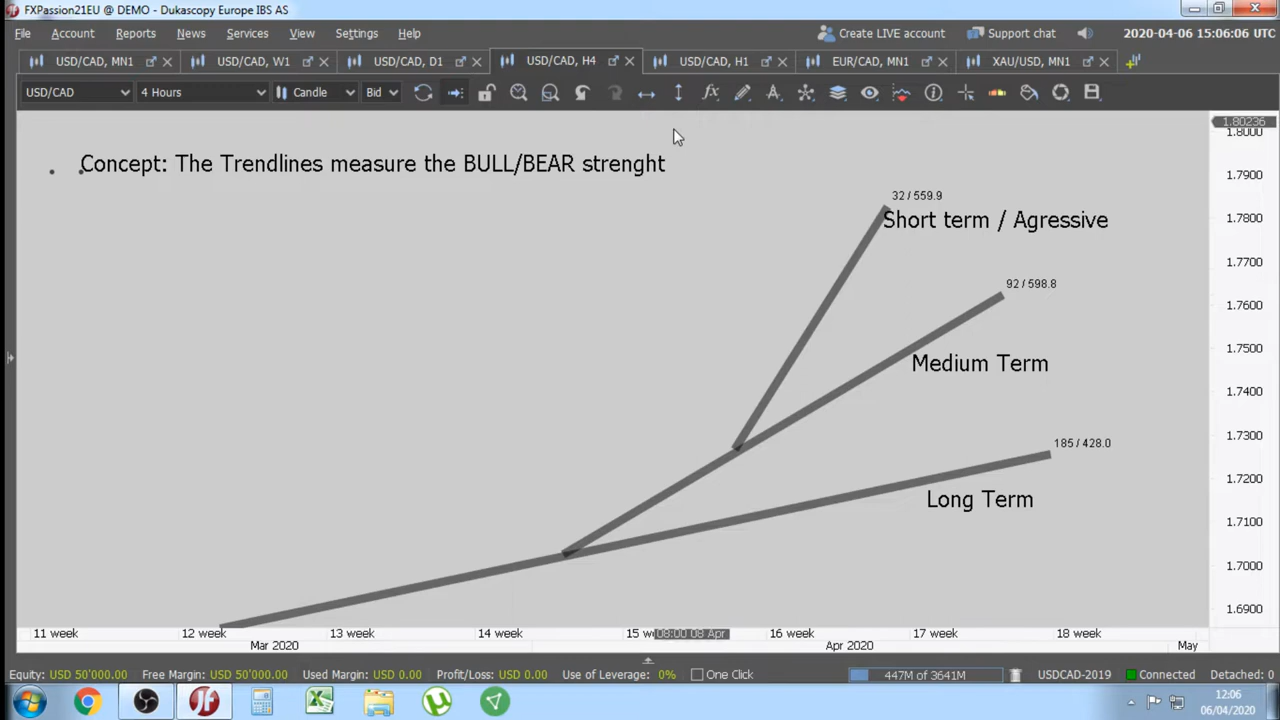 FXPassion21EU @ DEMO - Dukascopy Europe IBS AS
File Account Reports News Services View Settings Help
Create LIVE account Support chat 2020-04-06 15:06:06 UTC
USD/CAD, MN1 USD/CAD, W1 USD/CAD, D1 USD/CAD, H4 USD/CAD, H1 EUR/CAD, MN1 XAU/USD, MN1
USD/CAD 4 Hours Candle Bid
1.80236
1.8000
Concept: The Trendlines measure the BULL/BEAR strenght
1.7900
32 / 559.9
Short term / Agressive
1.7800
1.7700
92 / 598.8
1.7600
1.7500
Medium Term
1.7400
1.7300
185 / 428.0
1.7200
Long Term
1.7100
1.7000
1.6900
11 week 12 week 13 week 14 week 15 w 08:00 08 Apr 16 week 17 week 18 week
Mar 2020 Apr 2020 May
Equity: USD 50'000.00 Free Margin: USD 50'000.00 Used Margin: USD 0.00 Profit/Loss: USD 0.00 Use of Leverage: 0% One Click 447M of 3641M USDCAD-2019 Connected Detached: 0
12:06
06/04/2020